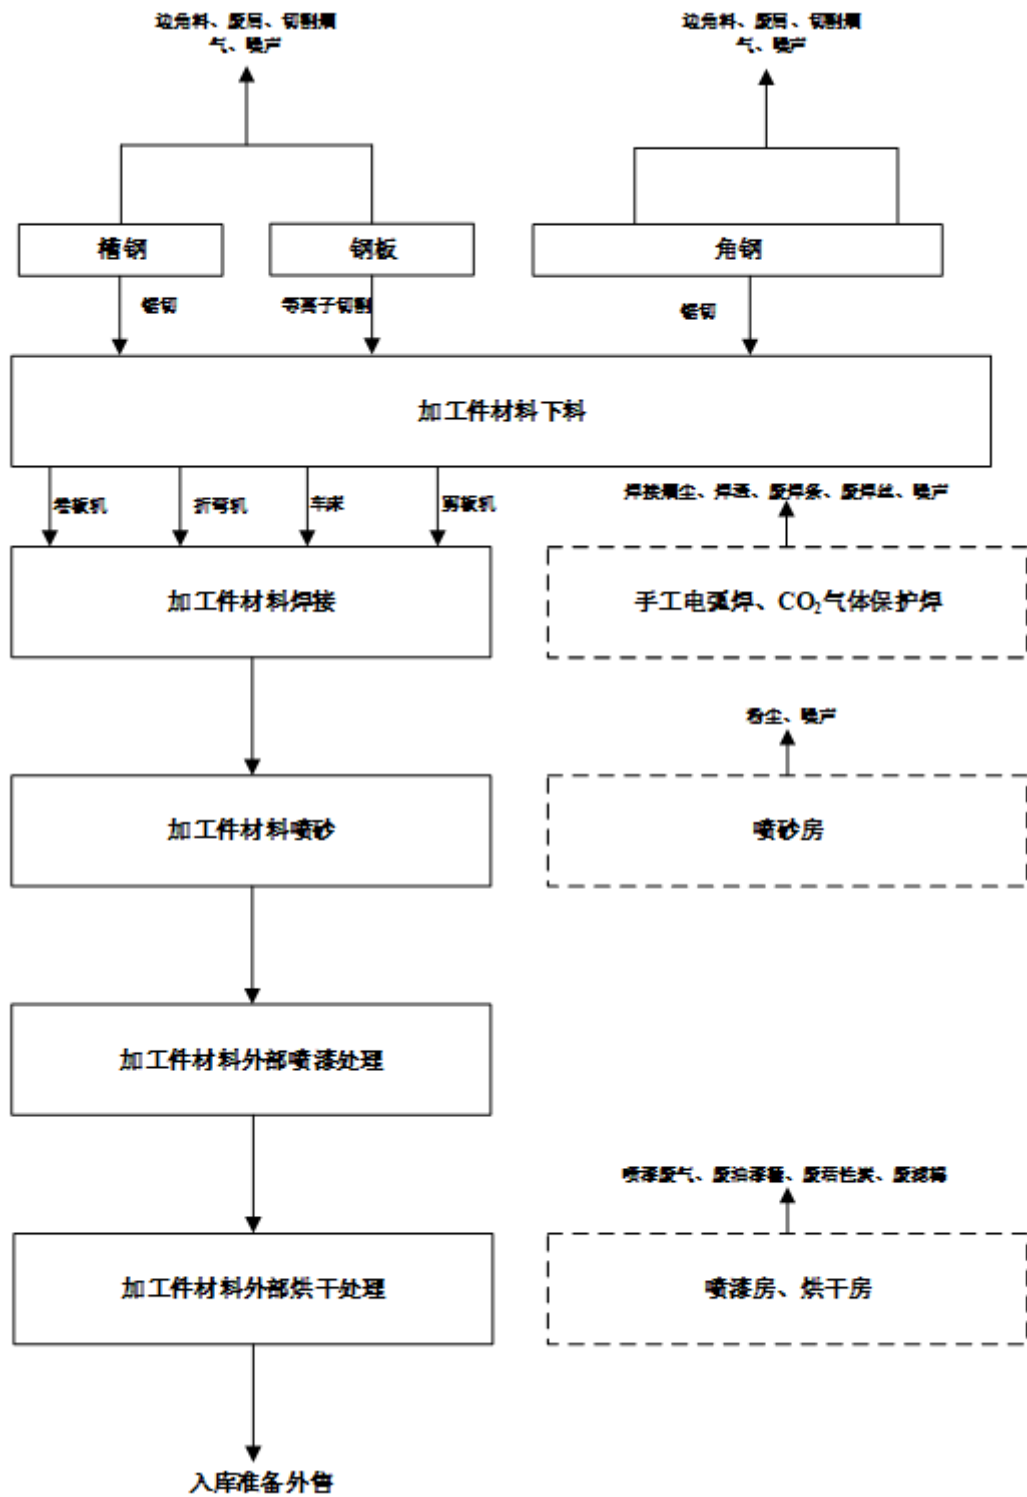 边角料、废屑、切割烟
气、噪声
边角料、废屑、切割烟
气、噪声
槽钢
钢板
角钢
锯切
等离子切割
锯切
加工件材料下料
卷板机
折弯机
车床
剪板机
焊接烟尘、焊渣、废焊条、废焊丝、噪声
加工件材料焊接
手工电弧焊、CO₂气体保护焊
粉尘、噪声
加工件材料喷砂
喷砂房
加工件材料外部喷漆处理
喷漆废气、废油漆桶、废活性炭、废滤棉
加工件材料外部烘干处理
喷漆房、烘干房
入库准备外售